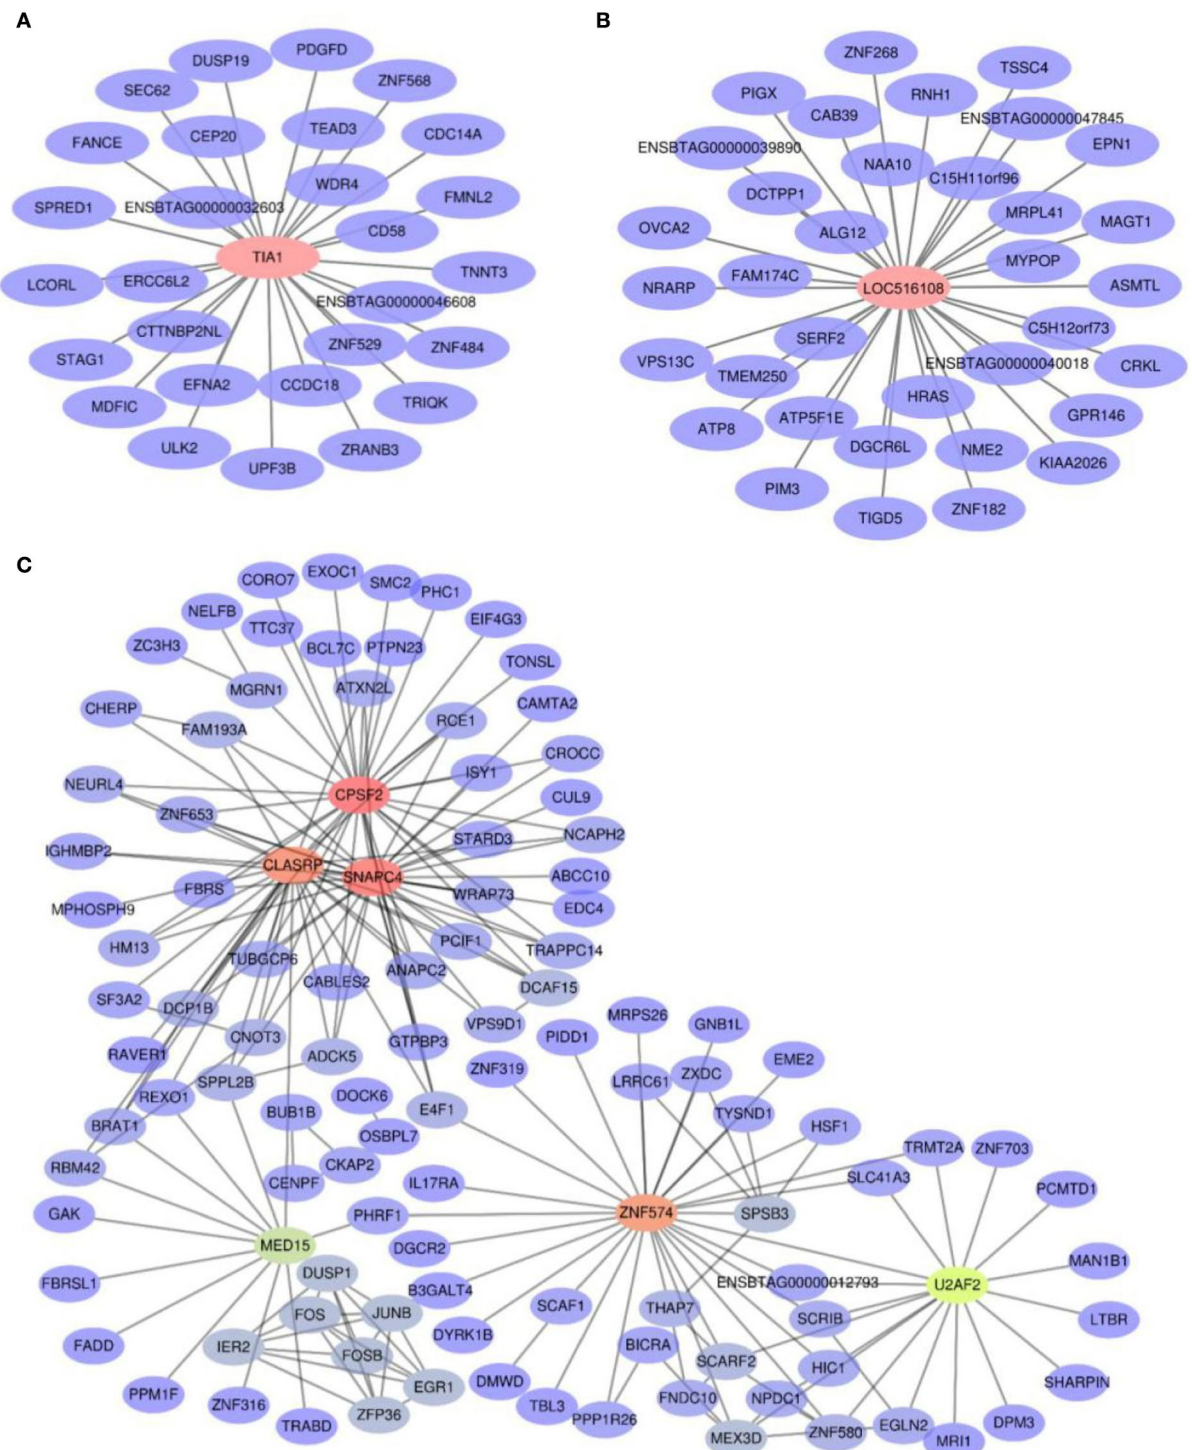 A
B
PDGFD
DUSP19
ZNF568
SEC62
TEAD3
CEP20
CDC14A
FANCE
WDR4
FMNL2
SPRED1
ENSBTAG00000032603
CD58
TIA1
TNNT3
LCORL
ERCC6L2
ENSBTAG00000046608
CTTNBP2NL
ZNF529
ZNF484
STAG1
EFNA2
CCDC18
MDFIC
TRIQK
ULK2
ZRANB3
UPF3B
ZNF268
TSSC4
PIGX
RNH1
CAB39
ENSBTAG00000047845
ENSBTAG00000039890
EPN1
NAA10
C15H11orf96
DCTPP1
MRPL41
MAGT1
OVCA2
ALG12
MYPOP
FAM174C
NRARP
LOC516108
ASMTL
C5H12orf73
SERF2
VPS13C
ENSBTAG00000040018
CRKL
TMEM250
HRAS
GPR146
ATP8
ATP5F1E
DGCR6L
NME2
KIAA2026
PIM3
TIGD5
ZNF182
C
EXOC1
CORO7
SMC2
PHC1
NELFB
TTC37
EIF4G3
ZC3H3
BCL7C
PTPN23
TONSL
MGRN1
ATXN2L
CAMTA2
CHERP
FAM193A
RCE1
CROCC
ISY1
NEURL4
CPSF2
CUL9
ZNF653
NCAPH2
STARD3
IGHMBP2
CLASRP
SNAPC4
ABCC10
FBRS
WRAP73
MPHOSPH9
EDC4
HM13
PCIF1
TRAPPC14
TUBGCP6
ANAPC2
CABLES2
DCAF15
SF3A2
DCP1B
VPS9D1
CNOT3
GTPBP3
RAVER1
ADCK5
SPPL2B
REXO1
DOCK6
BUB1B
E4F1
BRAT1
OSBPL7
RBM42
CKAP2
CENPF
IL17RA
GAK
PHRF1
MED15
DGCR2
FBRSL1
DUSP1
B3GALT4
FOS
JUNB
FADD
IER2
FOSB
DYRK1B
PPM1F
EGR1
DMWD
ZNF316
TRABD
ZFP36
MRPS26
GNB1L
PIDD1
ZNF319
EME2
LRRC61
ZXDC
TYSND1
HSF1
TRMT2A
ZNF703
SLC41A3
PCMTD1
ZNF574
SPSB3
MAN1B1
ENSBTAG00000012793
U2AF2
SCAF1
THAP7
SCRIB
LTBR
BICRA
SCARF2
HIC1
SHARPIN
FNDC10
NPDC1
TBL3
PPP1R26
MEX3D
ZNF580
EGLN2
DPM3
MRI1